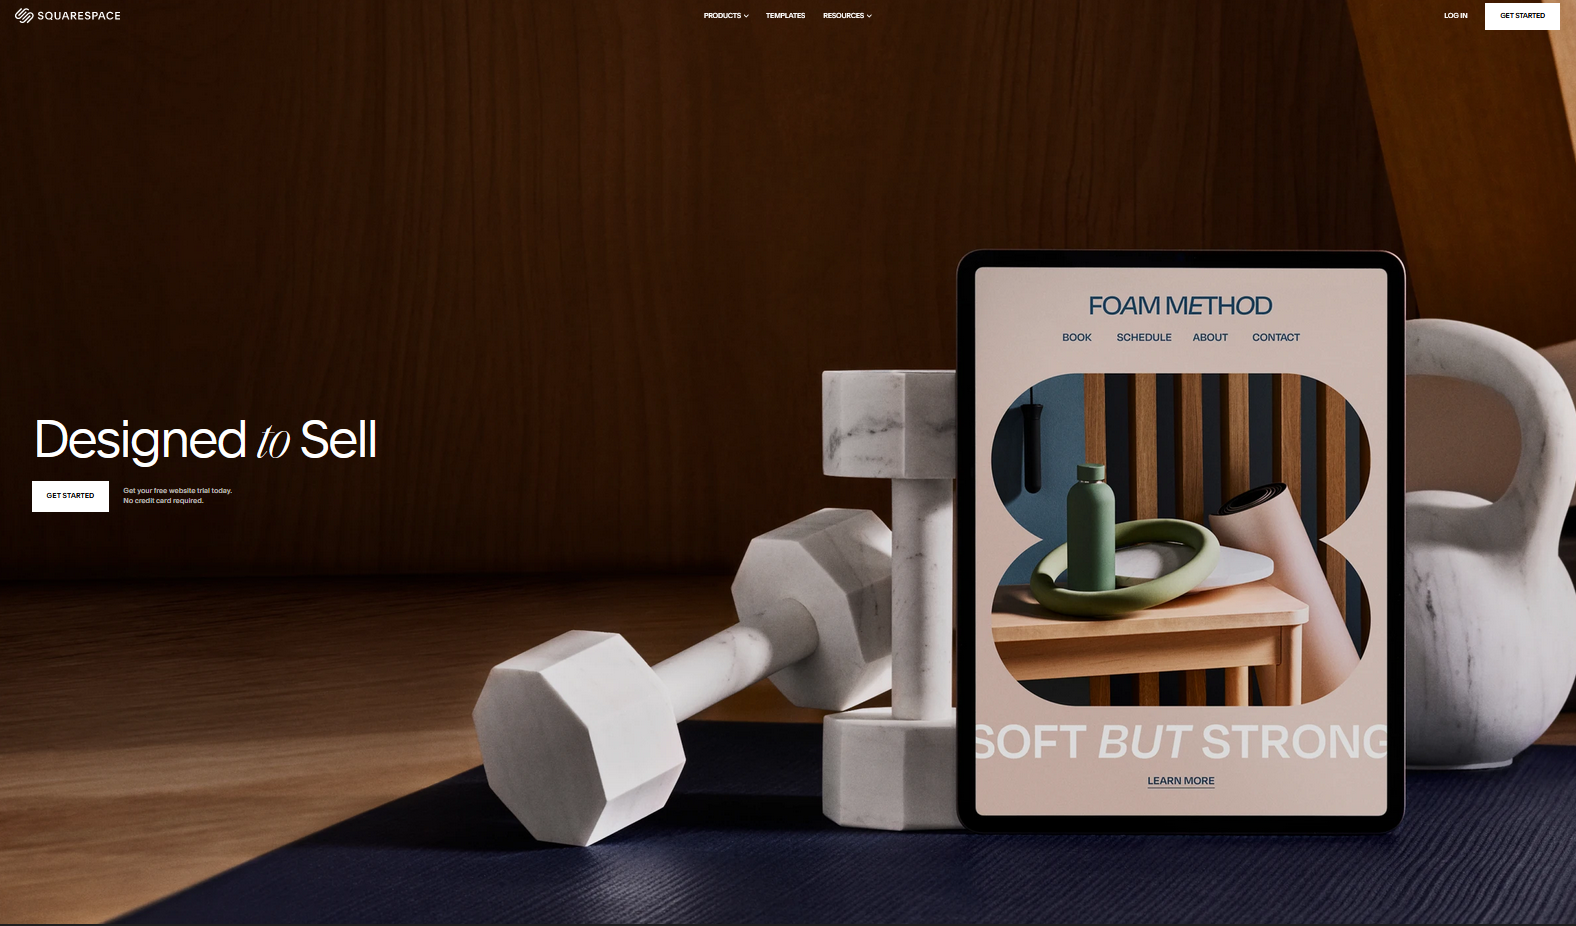 SQUARESPACE
PRODUCTS
TEMPLATES
RESOURCES
LOG IN
GET STARTED
Designed to Sell
GET STARTED
Get your free website trial today.
No credit card required.
FOAM METHOD
BOOK SCHEDULE ABOUT CONTACT
SOFT BUT STRONG
LEARN MORE